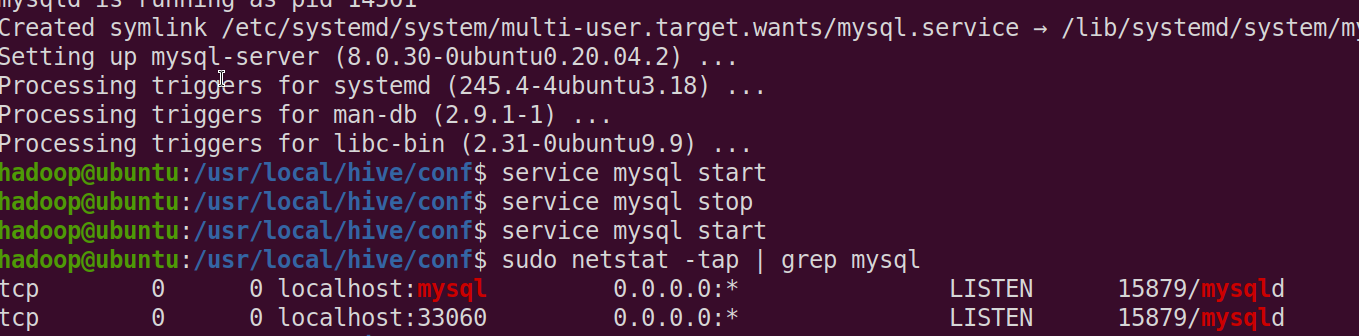 mysqld is running as pid 14501
Created symlink /etc/systemd/system/multi-user.target.wants/mysql.service → /lib/systemd/system/my
Setting up mysql-server (8.0.30-0ubuntu0.20.04.2) ...
Processing triggers for systemd (245.4-4ubuntu3.18) ...
Processing triggers for man-db (2.9.1-1) ...
Processing triggers for libc-bin (2.31-0ubuntu9.9) ...
hadoop@ubuntu:/usr/local/hive/conf$ service mysql start
hadoop@ubuntu:/usr/local/hive/conf$ service mysql stop
hadoop@ubuntu:/usr/local/hive/conf$ service mysql start
hadoop@ubuntu:/usr/local/hive/conf$ sudo netstat -tap | grep mysql
tcp 0 0 localhost:mysql 0.0.0.0:* LISTEN 15879/mysqld
tcp 0 0 localhost:33060 0.0.0.0:* LISTEN 15879/mysqld